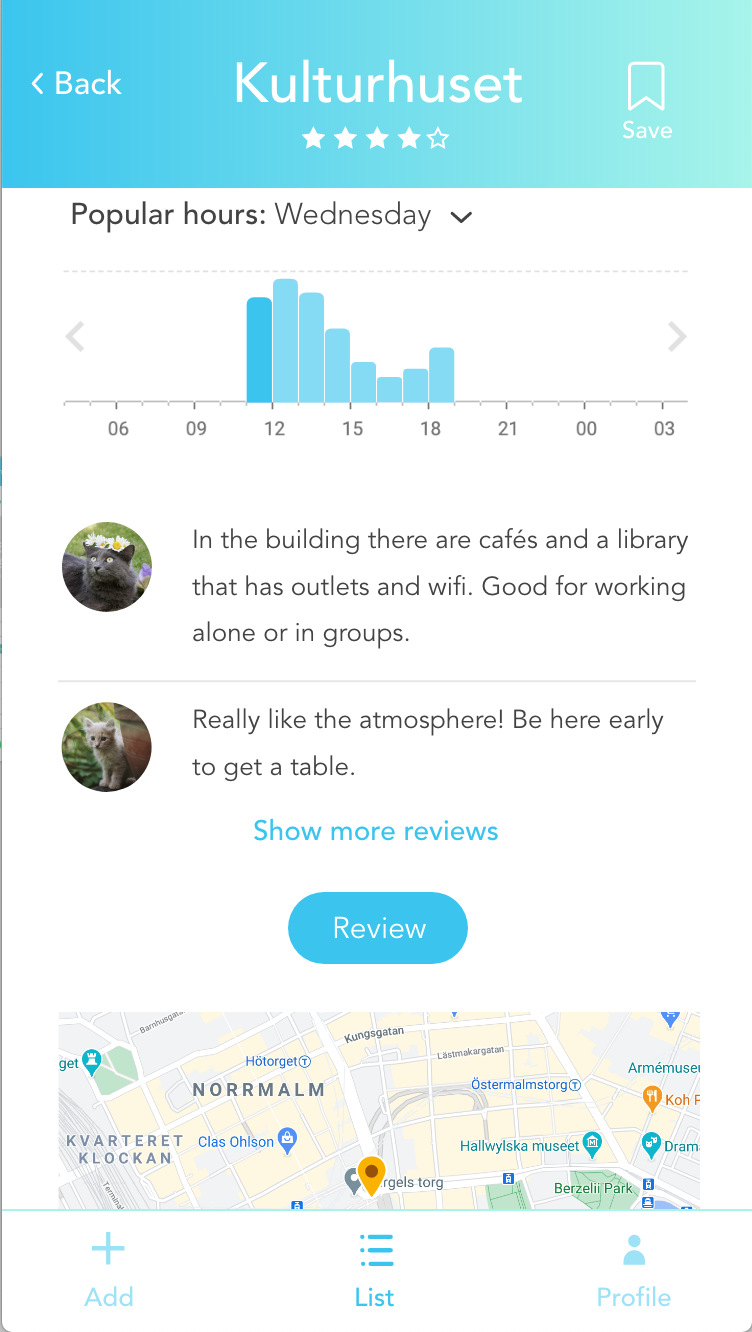 Back
Kulturhuset
Save
Popular hours: Wednesday
06 09 12 15 18 21 00 03
In the building there are cafés and a library
that has outlets and wifi. Good for working
alone or in groups.
Really like the atmosphere! Be here early
to get a table.
Show more reviews
Review
Barnhusgatan
Kungsgatan
Lästmakargatan
get
Hötorget
Armémuseu
NORRMALM
Östermalmstorg
Koh P
KVARTERET
KLOCKAN
Clas Ohlson
Hallwylska museet
Dram
rgels torg
Berzelii Park
Add
List
Profile